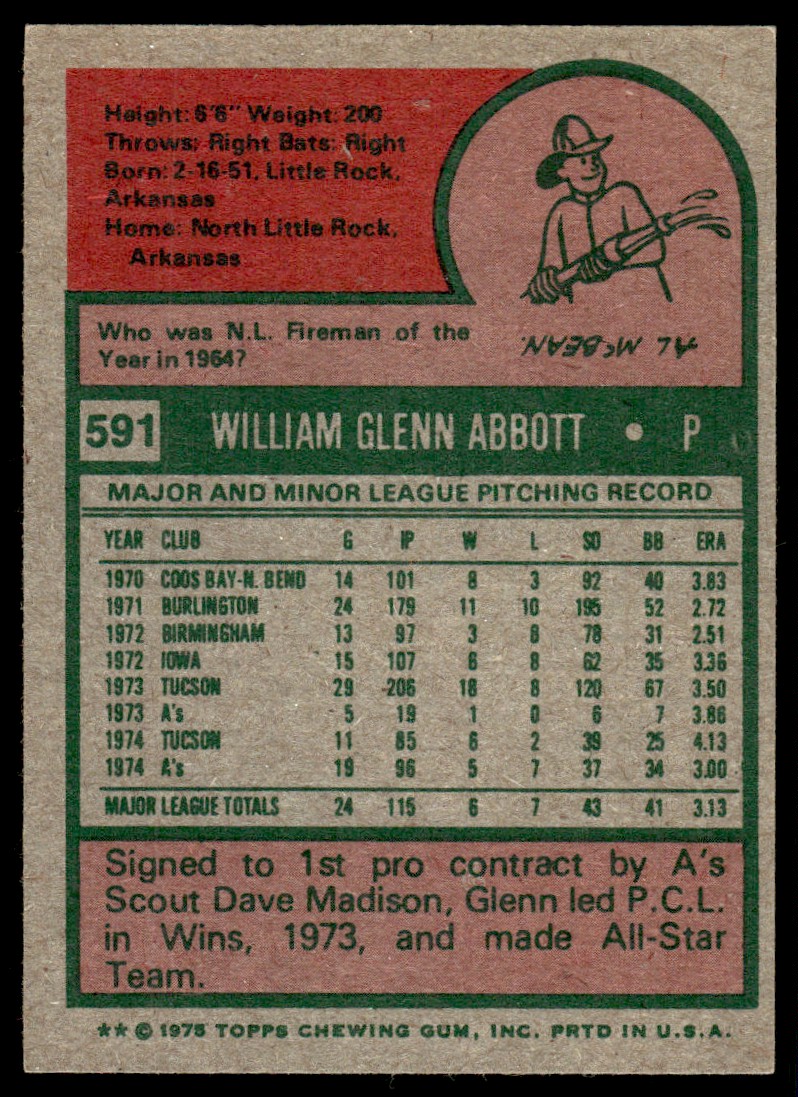 Height: 6'6" Weight: 200
Throws: Right Bats: Right
Born: 2-16-51, Little Rock,
Arkansas
Home: North Little Rock,
Arkansas
Who was N.L. Fireman of the
Year in 1964?
AL McBEAN.
591 WILLIAM GLENN ABBOTT • P
MAJOR AND MINOR LEAGUE PITCHING RECORD
YEAR CLUB G IP W L SO BB ERA
1970 COOS BAY-N. BEND 14 101 8 3 92 40 3.83
1971 BURLINGTON 24 179 11 10 195 52 2.72
1972 BIRMINGHAM 13 97 3 8 78 31 2.51
1972 IOWA 15 107 6 8 62 35 3.36
1973 TUCSON 29 206 18 8 120 67 3.50
1973 A's 5 19 1 0 6 7 3.86
1974 TUCSON 11 85 6 2 39 25 4.13
1974 A's 19 96 5 7 37 34 3.00
MAJOR LEAGUE TOTALS 24 115 6 7 43 41 3.13
Signed to 1st pro contract by A's
Scout Dave Madison, Glenn led P.C.L.
in Wins, 1973, and made All-Star
Team.
** © 1975 TOPPS CHEWING GUM, INC. PRTD IN U.S.A.